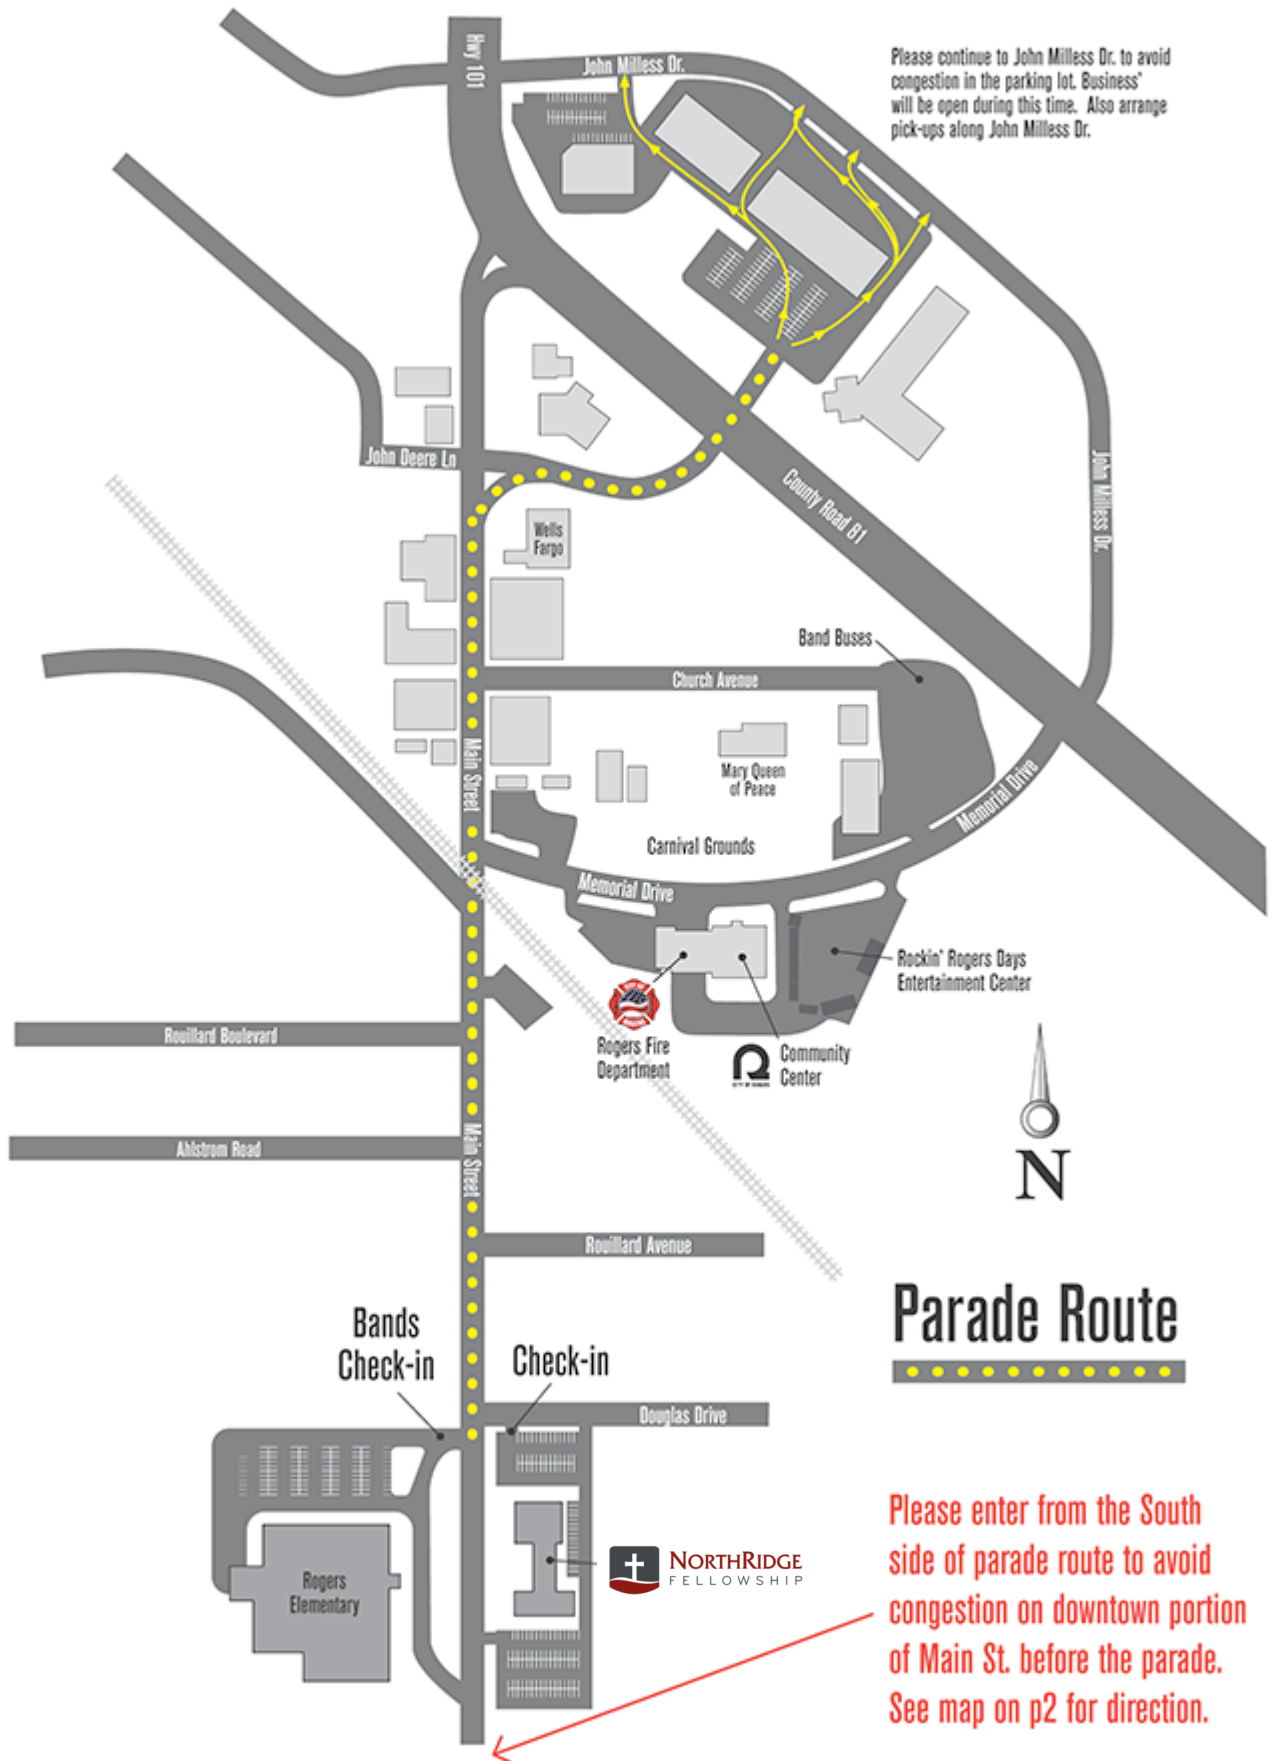 Hwy 101
John Milless Dr.
Please continue to John Milless Dr. to avoid
congestion in the parking lot. Business'
will be open during this time.  Also arrange
pick-ups along John Milless Dr.
John Deere Ln
County Road 81
John Milless Dr.
Wells
Fargo
Band Buses
Church Avenue
Main Street
Mary Queen
of Peace
Memorial Drive
Carnival Grounds
Memorial Drive
Rockin' Rogers Days
Entertainment Center
Rouillard Boulevard
Rogers Fire
Department
Community
Center
Ahlstrom Road
Main Street
N
Rouillard Avenue
Parade Route
Bands
Check-in
Check-in
Douglas Drive
Please enter from the South
side of parade route to avoid
congestion on downtown portion
of Main St. before the parade.
See map on p2 for direction.
NORTHRIDGE
FELLOWSHIP
Rogers
Elementary